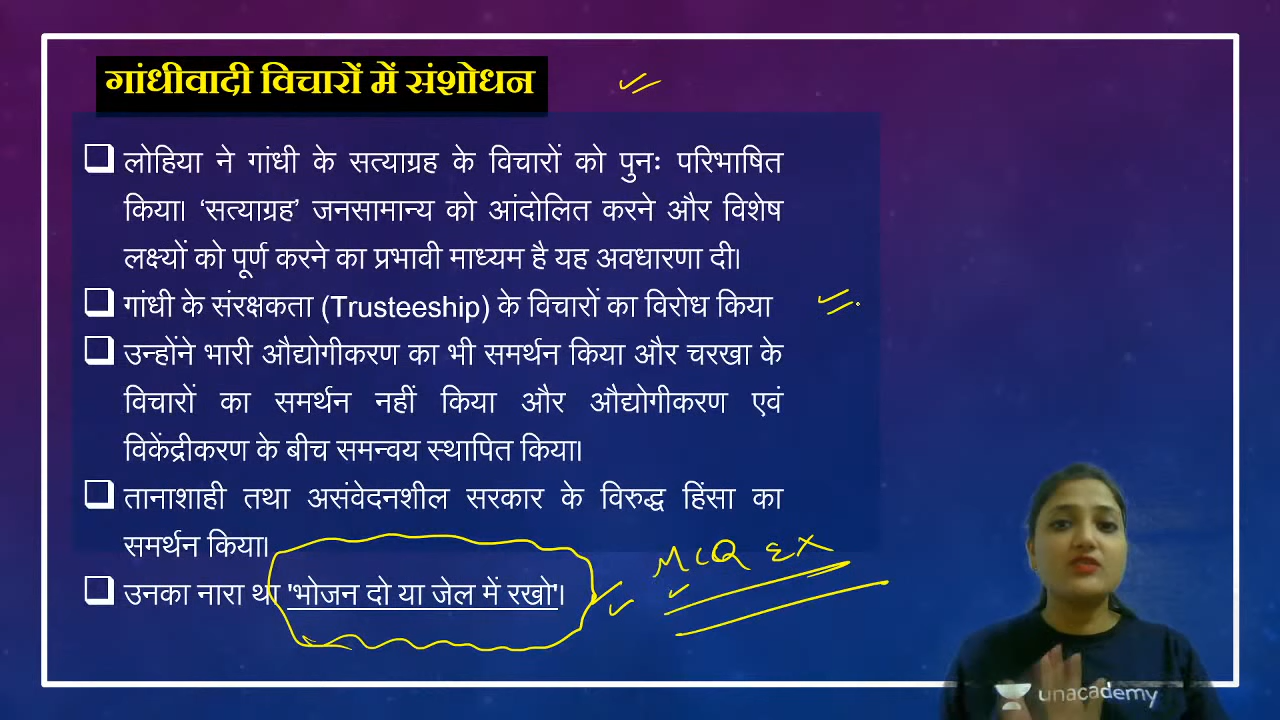 गांधीवादी विचारों में संशोधन
लोहिया ने गांधी के सत्याग्रह के विचारों को पुनः परिभाषित
किया। ‘सत्याग्रह’ जनसामान्य को आंदोलित करने और विशेष
लक्ष्यों को पूर्ण करने का प्रभावी माध्यम है यह अवधारणा दी।
गांधी के संरक्षकता (Trusteeship) के विचारों का विरोध किया
उन्होंने भारी औद्योगीकरण का भी समर्थन किया और चरखा के
विचारों का समर्थन नहीं किया और औद्योगीकरण एवं
विकेंद्रीकरण के बीच समन्वय स्थापित किया।
तानाशाही तथा असंवेदनशील सरकार के विरुद्ध हिंसा का
समर्थन किया।
MCQ EX
उनका नारा था 'भोजन दो या जेल में रखो'।
unacademy